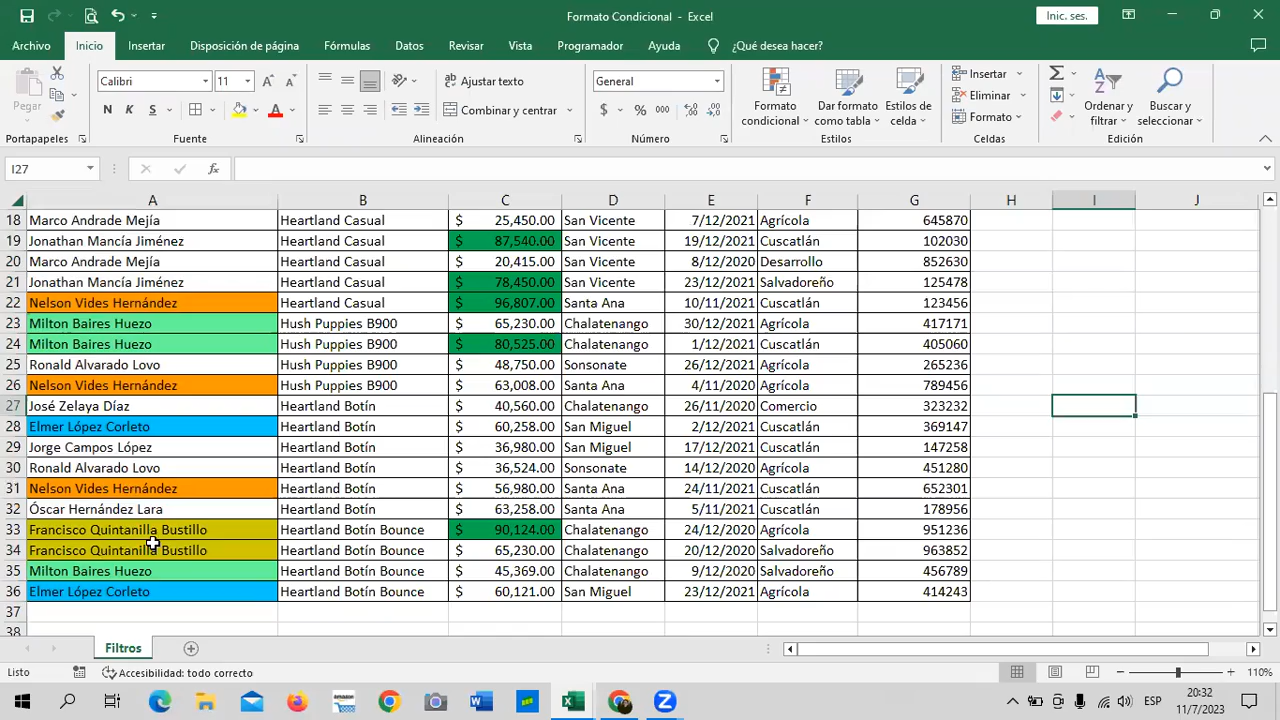 Formato Condicional - Excel
Inic. ses.
Archivo Inicio Insertar Disposición de página Fórmulas Datos Revisar Vista Programador Ayuda ¿Qué desea hacer?
Pegar
Calibri 11
N K S
Ajustar texto
Combinar y centrar
General
$ % 000
Formato condicional
Dar formato como tabla
Estilos de celda
Insertar
Eliminar
Formato
Ordenar y filtrar
Buscar y seleccionar
Portapapeles Fuente Alineación Número Estilos Celdas Edición
I27 fx
A B C D E F G H I J
18 Marco Andrade Mejía Heartland Casual $ 25,450.00 San Vicente 7/12/2021 Agrícola 645870
19 Jonathan Mancía Jiménez Heartland Casual $ 87,540.00 San Vicente 19/12/2021 Cuscatlán 102030
20 Marco Andrade Mejía Heartland Casual $ 20,415.00 San Vicente 8/12/2020 Desarrollo 852630
21 Jonathan Mancía Jiménez Heartland Casual $ 78,450.00 San Vicente 23/12/2021 Salvadoreño 125478
22 Nelson Vides Hernández Heartland Casual $ 96,807.00 Santa Ana 10/11/2021 Cuscatlán 123456
23 Milton Baires Huezo Hush Puppies B900 $ 65,230.00 Chalatenango 30/12/2021 Agrícola 417171
24 Milton Baires Huezo Hush Puppies B900 $ 80,525.00 Chalatenango 1/12/2021 Cuscatlán 405060
25 Ronald Alvarado Lovo Hush Puppies B900 $ 48,750.00 Sonsonate 26/12/2021 Agrícola 265236
26 Nelson Vides Hernández Hush Puppies B900 $ 63,008.00 Santa Ana 4/11/2020 Agrícola 789456
27 José Zelaya Díaz Heartland Botín $ 40,560.00 Chalatenango 26/11/2020 Comercio 323232
28 Elmer López Corleto Heartland Botín $ 60,258.00 San Miguel 2/12/2021 Cuscatlán 369147
29 Jorge Campos López Heartland Botín $ 36,980.00 San Miguel 17/12/2021 Cuscatlán 147258
30 Ronald Alvarado Lovo Heartland Botín $ 36,524.00 Sonsonate 14/12/2020 Agrícola 451280
31 Nelson Vides Hernández Heartland Botín $ 56,980.00 Santa Ana 24/11/2021 Cuscatlán 652301
32 Óscar Hernández Lara Heartland Botín $ 63,258.00 Santa Ana 5/11/2021 Cuscatlán 178956
33 Francisco Quintanilla Bustillo Heartland Botín Bounce $ 90,124.00 Chalatenango 24/12/2020 Agrícola 951236
34 Francisco Quintanilla Bustillo Heartland Botín Bounce $ 65,230.00 Chalatenango 20/12/2020 Salvadoreño 963852
35 Milton Baires Huezo Heartland Botín Bounce $ 45,369.00 Chalatenango 9/12/2020 Salvadoreño 456789
36 Elmer López Corleto Heartland Botín Bounce $ 60,121.00 San Miguel 23/12/2021 Agrícola 414243
37
38
Filtros
Listo Accesibilidad: todo correcto 110%
ESP 20:32
11/7/2023